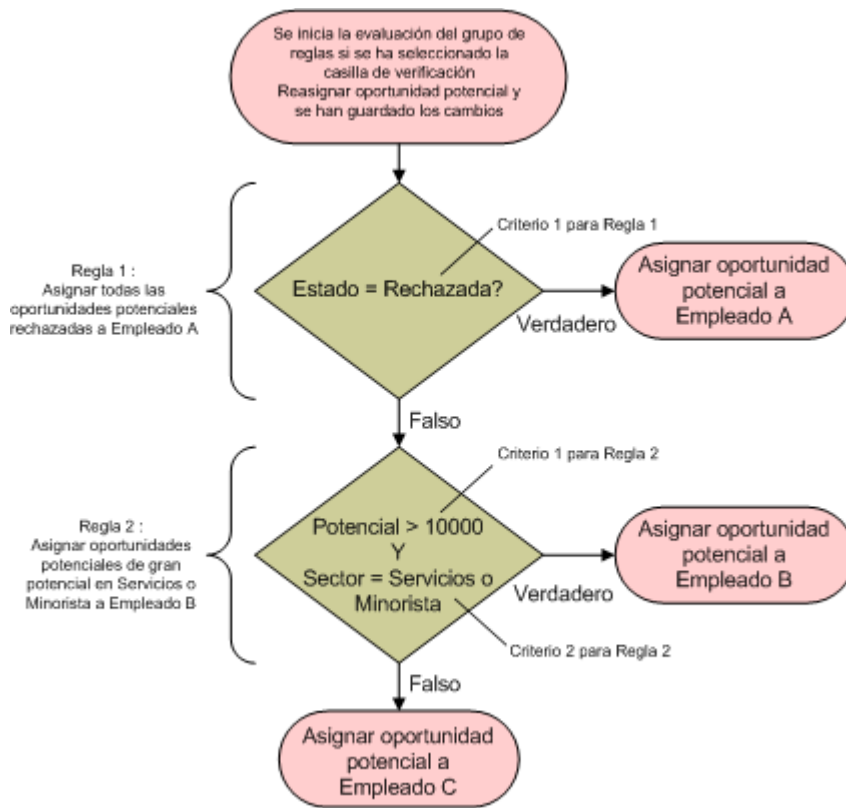 Se inicia la evaluación del grupo de
reglas si se ha seleccionado la
casilla de verificación
Reasignar oportunidad potencial y
se han guardado los cambios
Criterio 1 para Regla 1
Regla 1 :
Asignar todas las
oportunidades potenciales
rechazadas a Empleado A
Estado = Rechazada?
Verdadero
Asignar oportunidad
potencial a
Empleado A
Falso
Criterio 1 para Regla 2
Regla 2 :
Asignar oportunidades
potenciales de gran
potencial en Servicios o
Minorista a Empleado B
Potencial > 10000
Y
Sector = Servicios o
Minorista
Verdadero
Asignar oportunidad
potencial a
Empleado B
Criterio 2 para Regla 2
Falso
Asignar oportunidad
potencial a
Empleado C